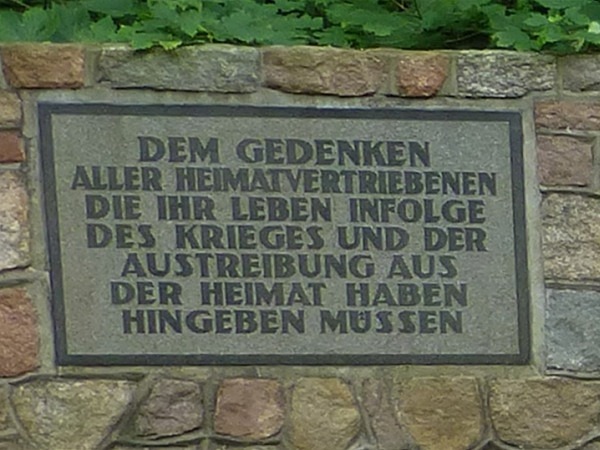 DEM GEDENKEN
ALLER HEIMATVERTRIEBENEN
DIE IHR LEBEN INFOLGE
DES KRIEGES UND DER
AUSTREIBUNG AUS
DER HEIMAT HABEN
HINGEBEN MÜSSEN